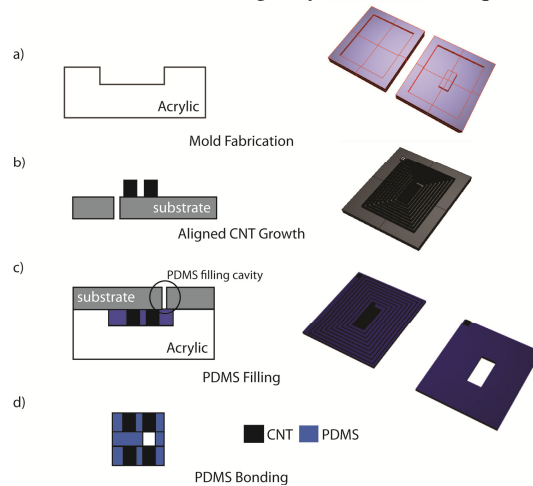 a)
Acrylic
Mold Fabrication
b)
substrate
Aligned CNT Growth
c)
PDMS filling cavity
substrate
Acrylic
PDMS Filling
d)
CNT PDMS
PDMS Bonding